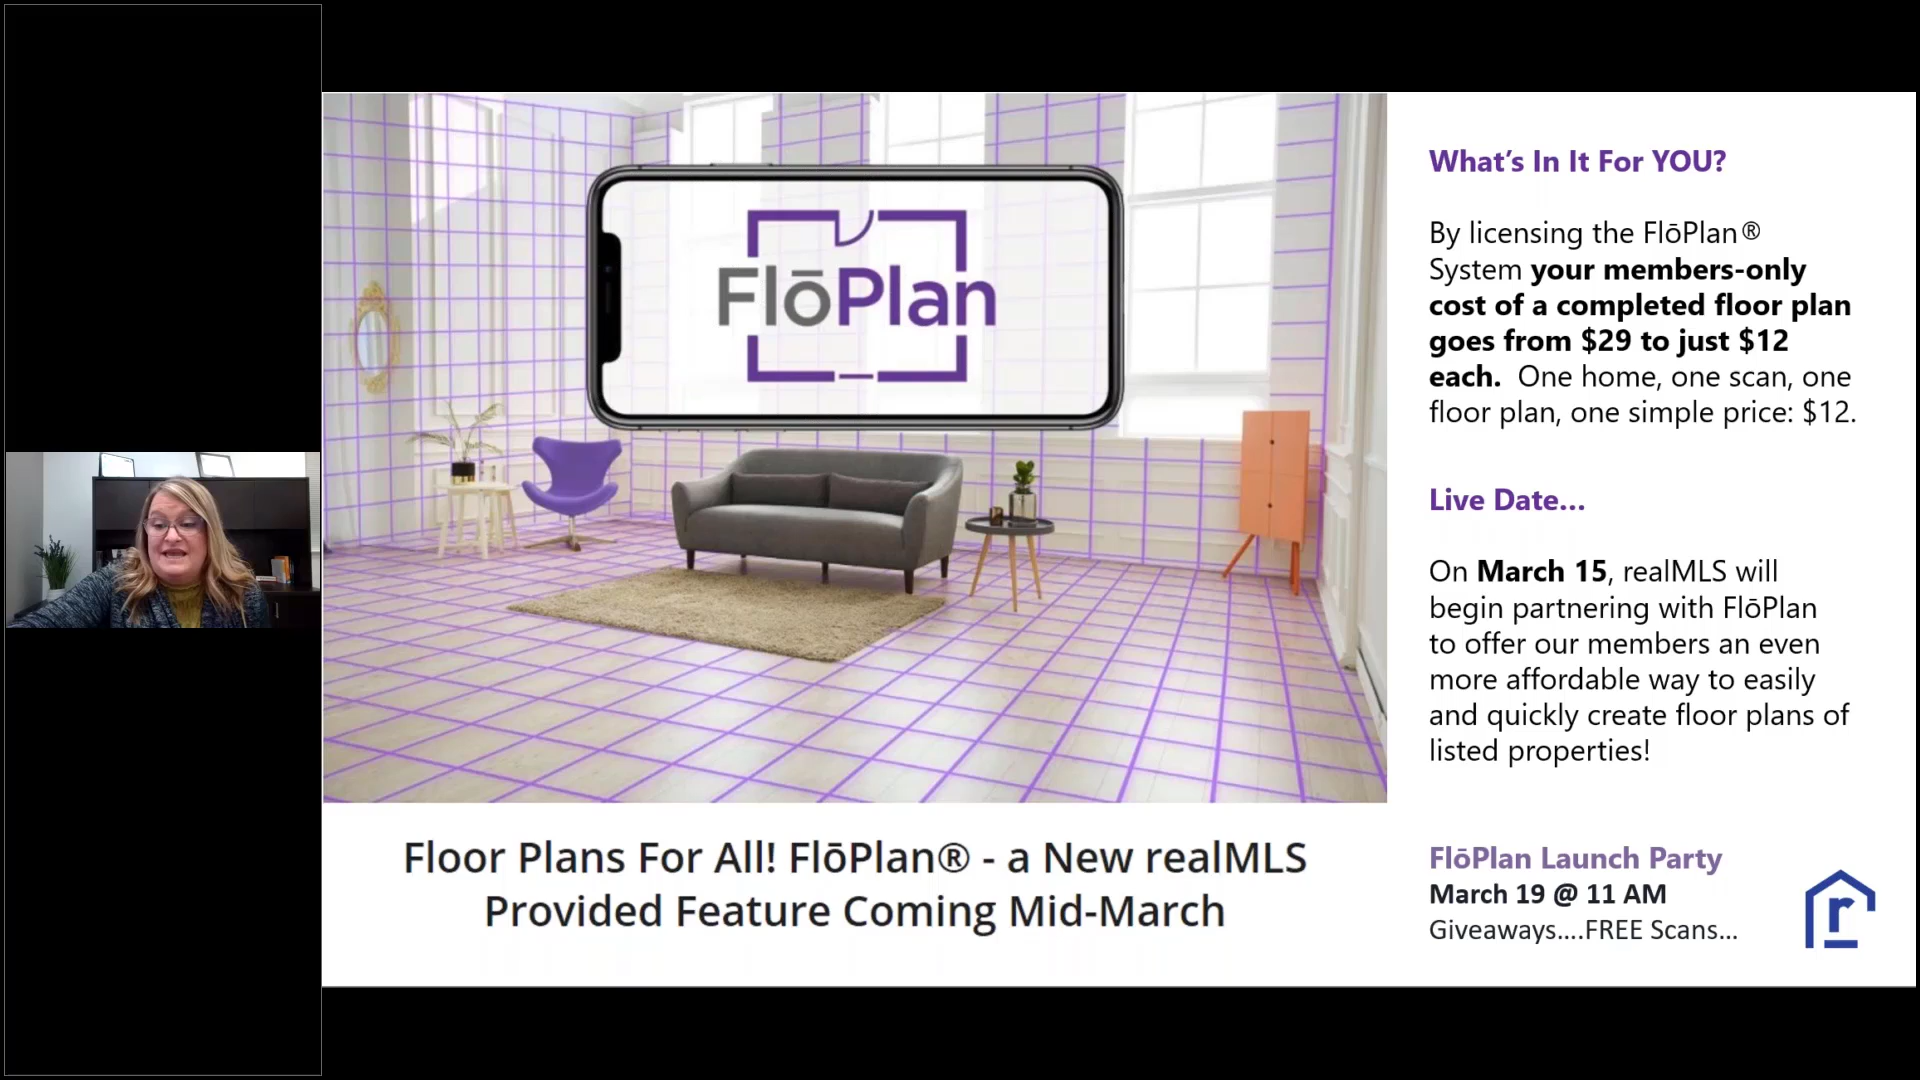 FlōPlan
What's In It For YOU?
By licensing the FlōPlan®
System your members-only
cost of a completed floor plan
goes from $29 to just $12
each.  One home, one scan, one
floor plan, one simple price: $12.
Live Date...
On March 15, realMLS will
begin partnering with FlōPlan
to offer our members an even
more affordable way to easily
and quickly create floor plans of
listed properties!
Floor Plans For All! FlōPlan® - a New realMLS
Provided Feature Coming Mid-March
FlōPlan Launch Party
March 19 @ 11 AM
Giveaways....FREE Scans...
r